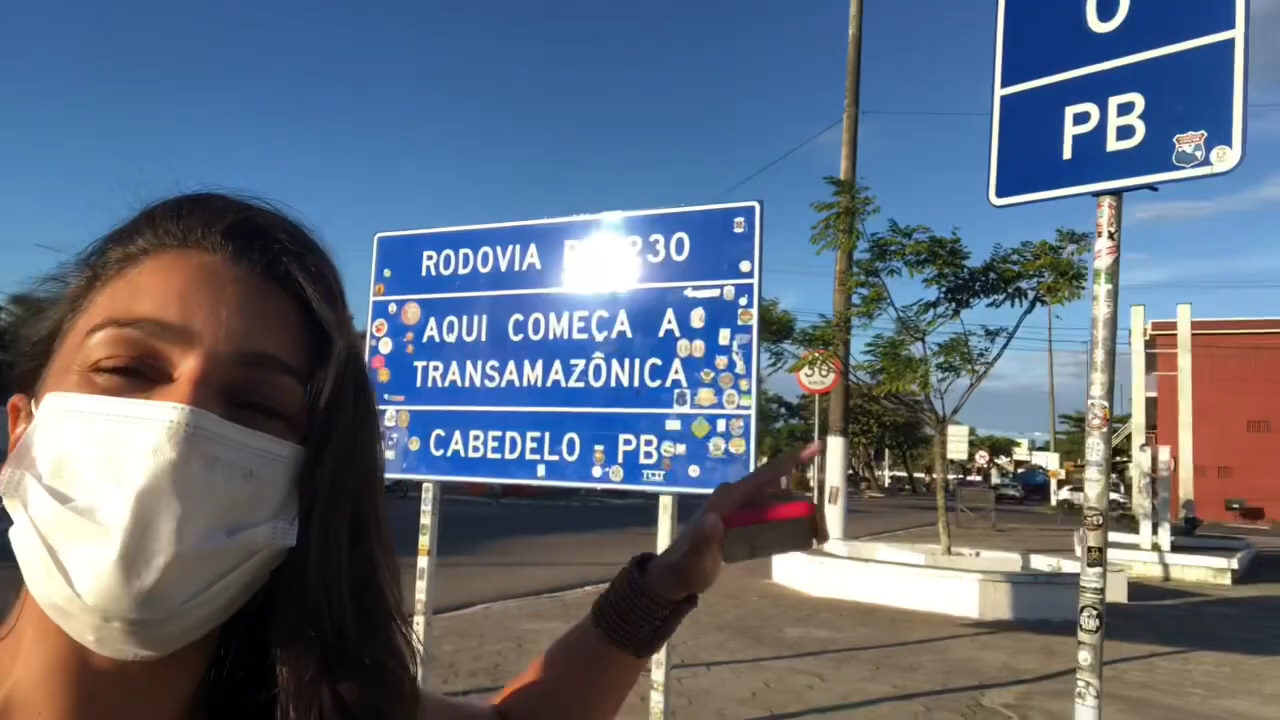 RODOVIA 230
AQUI COMEÇA A
TRANSAMAZÔNICA
CABEDELO - PB
0
PB
30